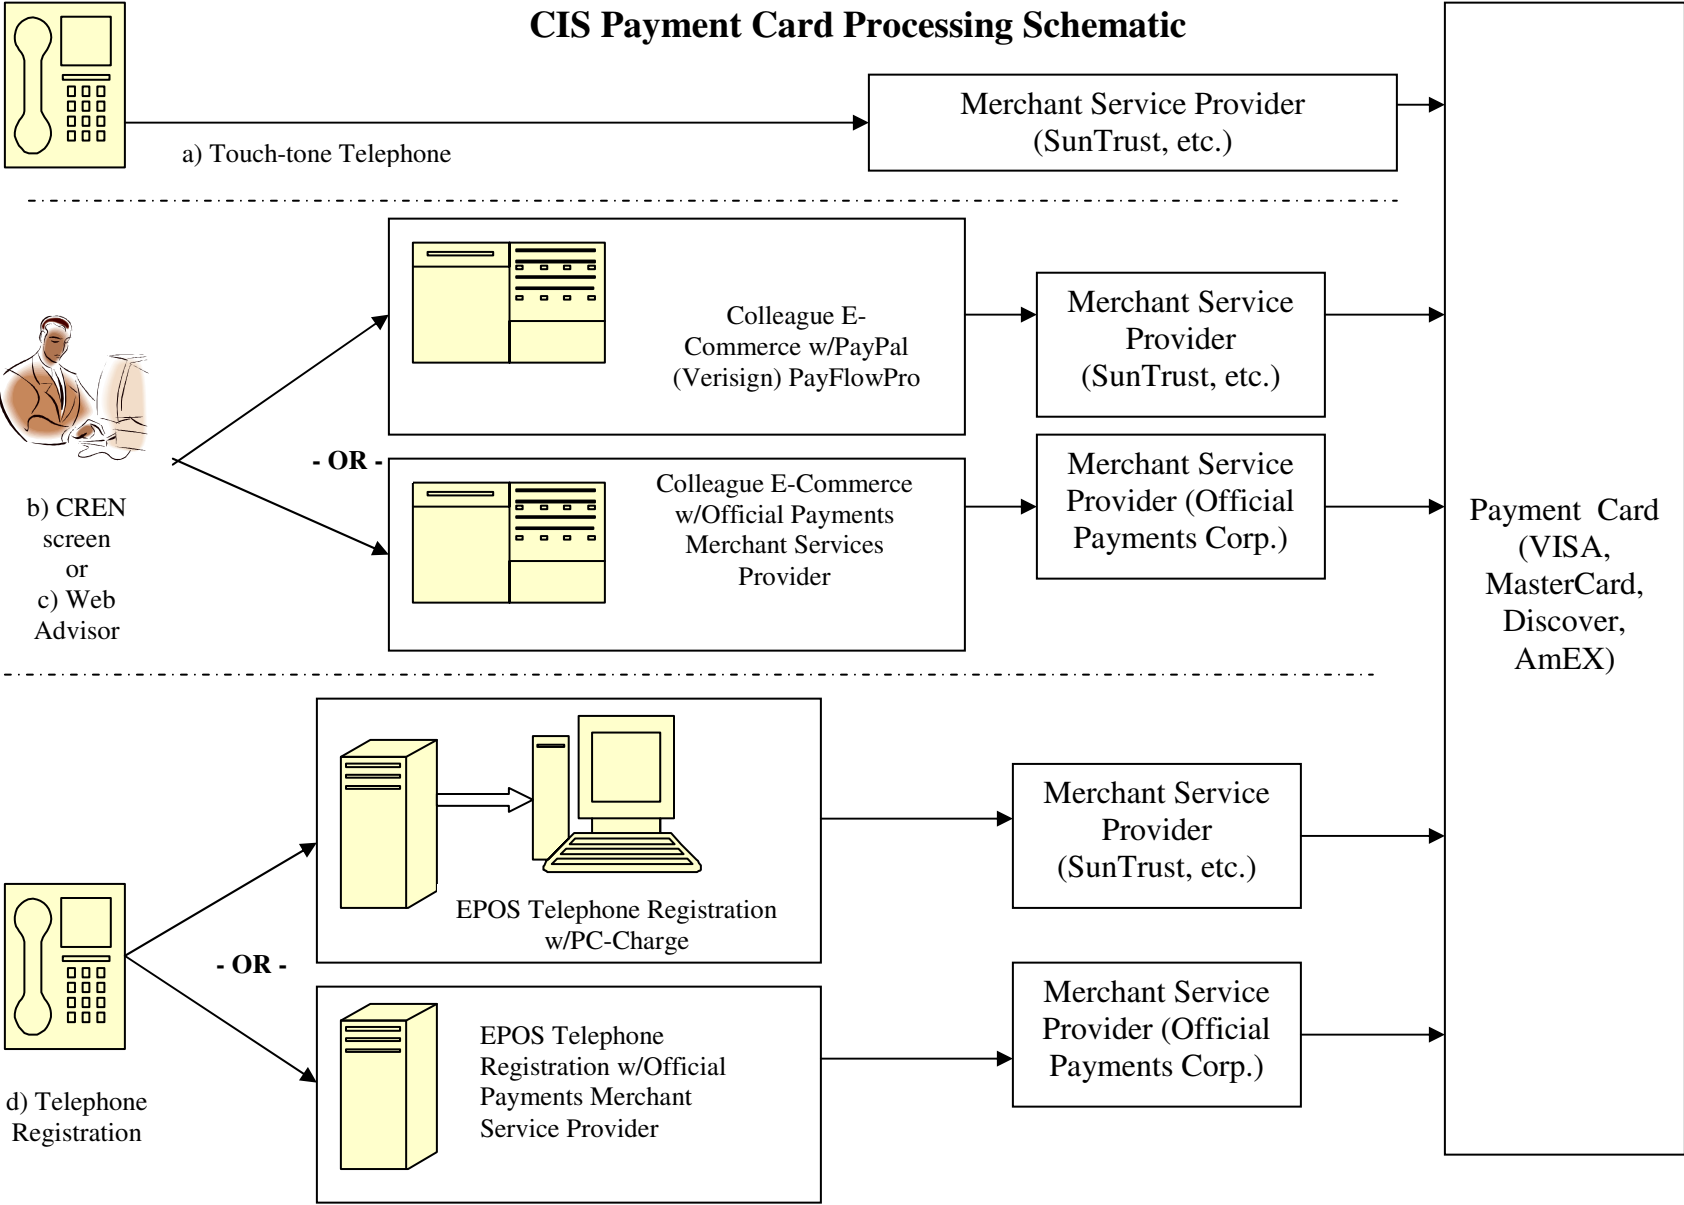 CIS Payment Card Processing Schematic
Merchant Service Provider
(SunTrust, etc.)
a) Touch-tone Telephone
Colleague E-
Commerce w/PayPal
(Verisign) PayFlowPro
Merchant Service
Provider
(SunTrust, etc.)
- OR -
b) CREN
screen
or
c) Web
Advisor
Colleague E-Commerce
w/Official Payments
Merchant Services
Provider
Merchant Service
Provider (Official
Payments Corp.)
Payment Card
(VISA,
MasterCard,
Discover,
AmEX)
EPOS Telephone Registration
w/PC-Charge
Merchant Service
Provider
(SunTrust, etc.)
- OR -
d) Telephone
Registration
EPOS Telephone
Registration w/Official
Payments Merchant
Service Provider
Merchant Service
Provider (Official
Payments Corp.)